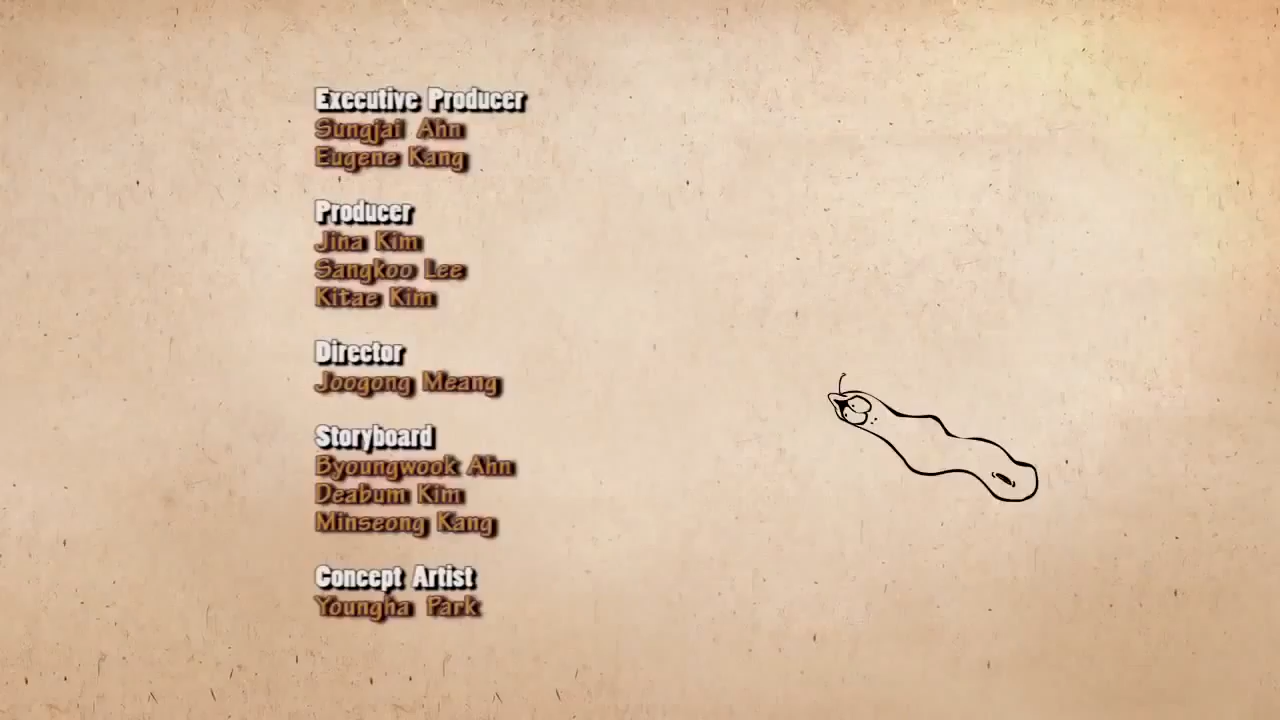 Executive Producer
Sungjai Ahn
Eugene Kang
Producer
Jina Kim
Sangkoo Lee
Kitae Kim
Director
Joogong Meang
Storyboard
Byoungwook Ahn
Deabum Kim
Minseong Kang
Concept Artist
Youngha Park